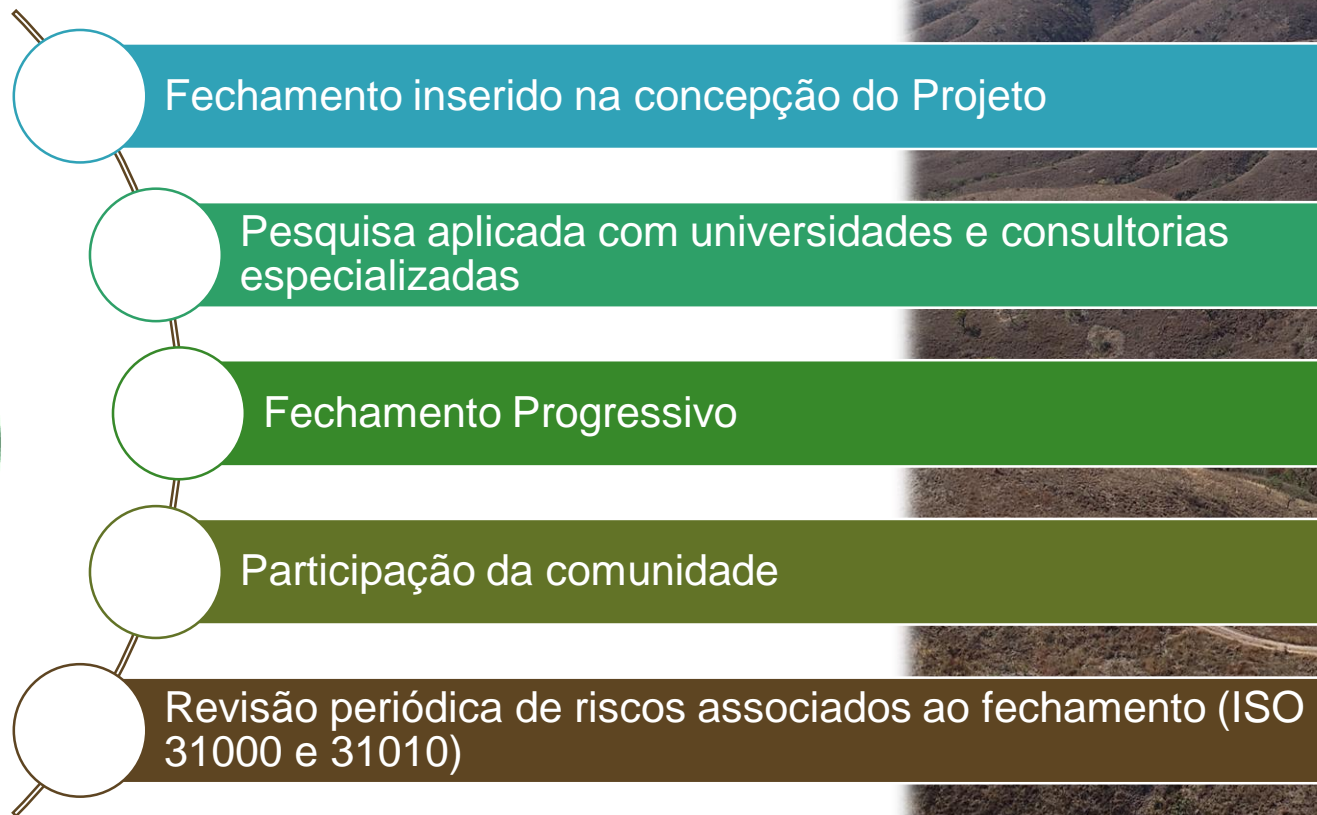 Fechamento inserido na concepção do Projeto
Pesquisa aplicada com universidades e consultorias
especializadas
Fechamento Progressivo
Participação da comunidade
Revisão periódica de riscos associados ao fechamento (ISO
31000 e 31010)